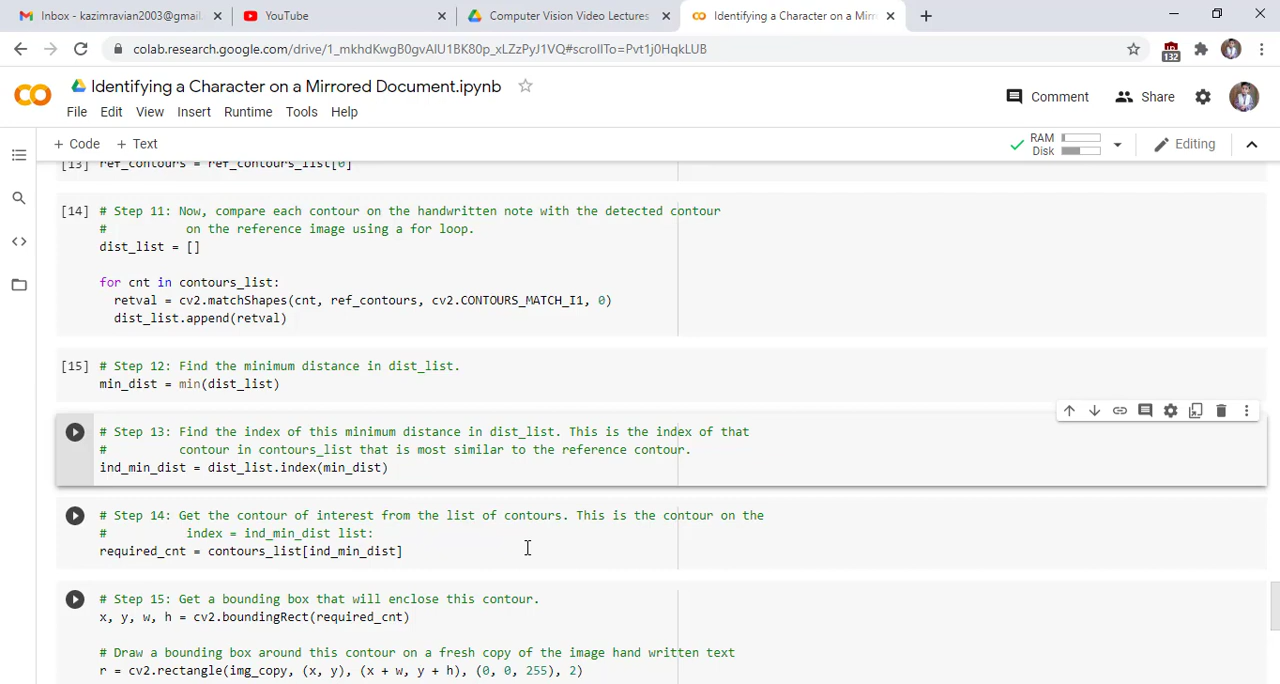 Inbox - kazimravian2003@gmail.
YouTube
Computer Vision Video Lectures
Identifying a Character on a Mirr
colab.research.google.com/drive/1_mkhdKwgB0gvAIU1BK80p_xLZzPyJ1VQ#scrollTo=Pvt1j0HqkLUB
132
Identifying a Character on a Mirrored Document.ipynb
Comment
Share
File Edit View Insert Runtime Tools Help
+ Code + Text
RAM
Disk
Editing
[13] ref_contours = ref_contours_list[0]
[14] # Step 11: Now, compare each contour on the handwritten note with the detected contour
# on the reference image using a for loop.
dist_list = []
for cnt in contours_list:
retval = cv2.matchShapes(cnt, ref_contours, cv2.CONTOURS_MATCH_I1, 0)
dist_list.append(retval)
[15] # Step 12: Find the minimum distance in dist_list.
min_dist = min(dist_list)
# Step 13: Find the index of this minimum distance in dist_list. This is the index of that
# contour in contours_list that is most similar to the reference contour.
ind_min_dist = dist_list.index(min_dist)
# Step 14: Get the contour of interest from the list of contours. This is the contour on the
# index = ind_min_dist list:
required_cnt = contours_list[ind_min_dist]
# Step 15: Get a bounding box that will enclose this contour.
x, y, w, h = cv2.boundingRect(required_cnt)
# Draw a bounding box around this contour on a fresh copy of the image hand written text
r = cv2.rectangle(img_copy, (x, y), (x + w, y + h), (0, 0, 255), 2)